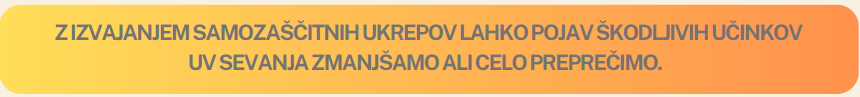 Z IZVAJANJEM SAMOZAŠČITNIH UKREPOV LAHKO POJAV ŠKODLJIVIH UČINKOV
UV SEVANJA ZMANJŠAMO ALI CELO PREPREČIMO.